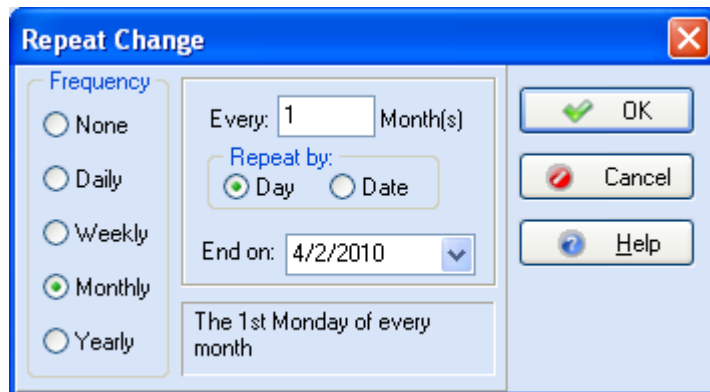 Repeat Change
Frequency
None
Daily
Weekly
Monthly
Yearly
Every: 1 Month(s)
Repeat by:
Day Date
End on: 4/2/2010
The 1st Monday of every
month
OK
Cancel
Help